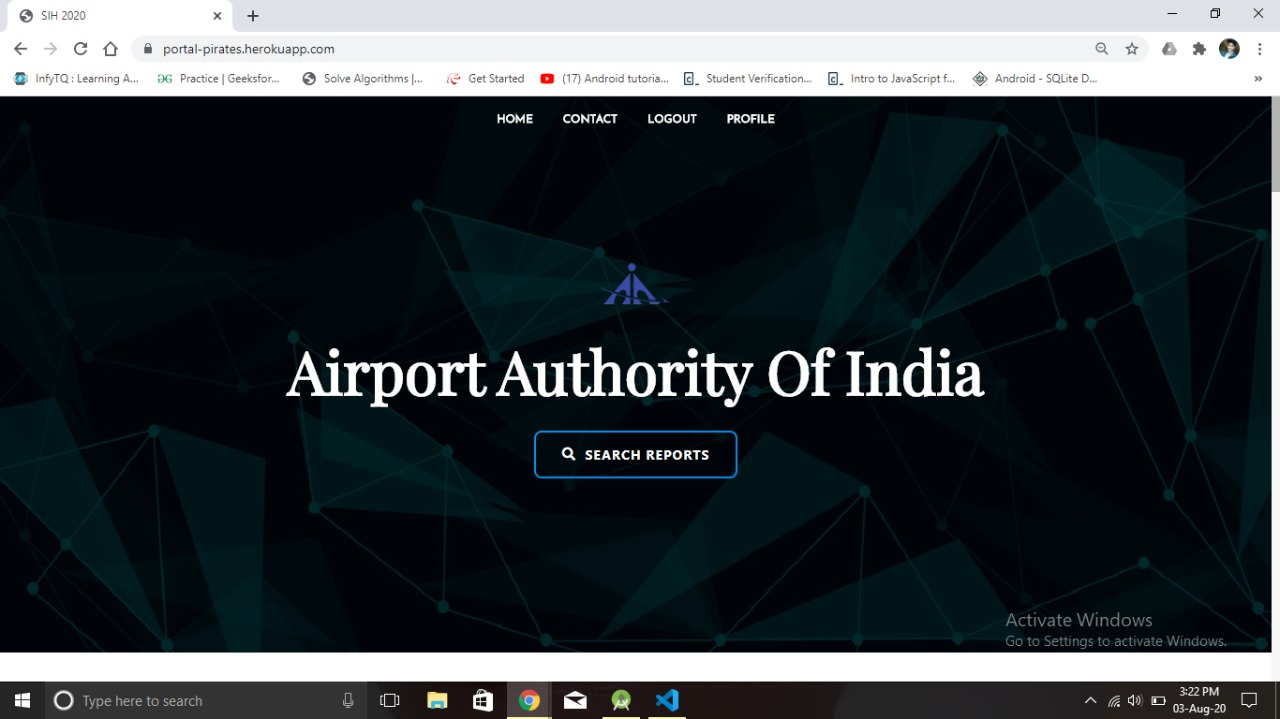 SIH 2020
portal-pirates.herokuapp.com
InfyTQ : Learning A... Practice | Geeksfor... Solve Algorithms |... Get Started (17) Android tutoria... Student Verification... Intro to JavaScript f... Android - SQLite D...
HOME CONTACT LOGOUT PROFILE
Airport Authority Of India
SEARCH REPORTS
Activate Windows
Go to Settings to activate Windows.
Type here to search
3:22 PM
03-Aug-20